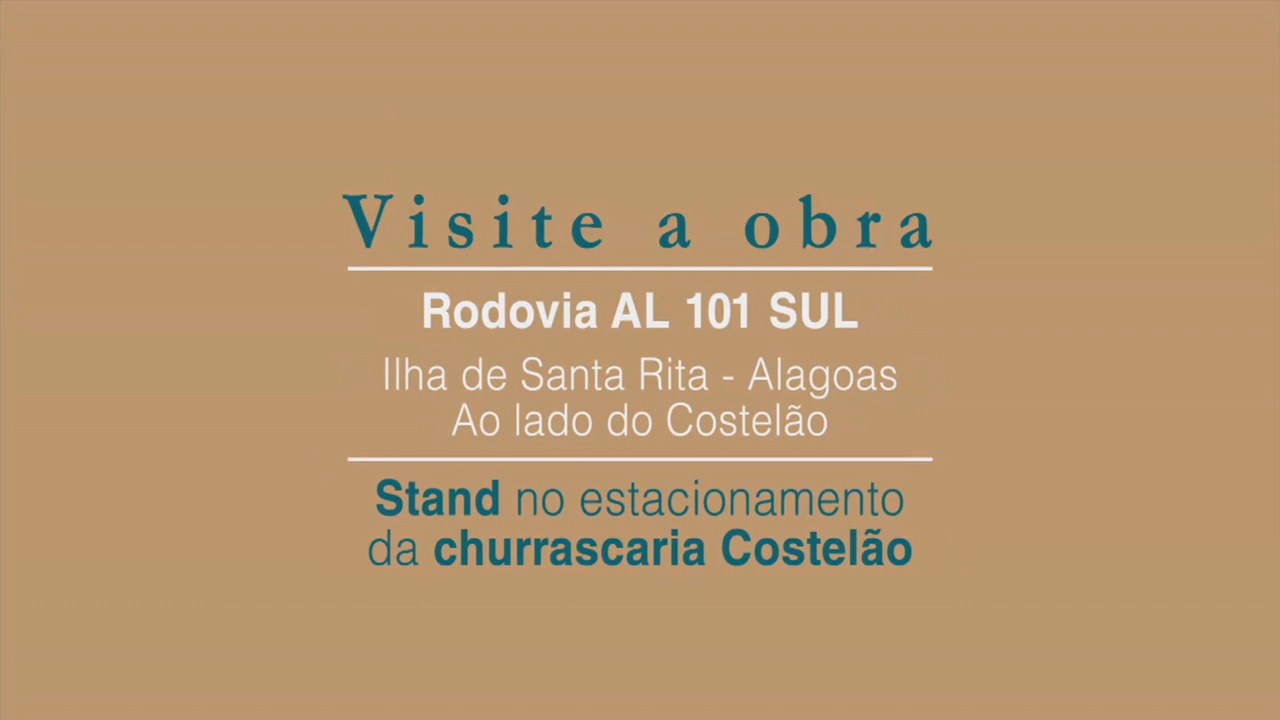 Visite a obra
Rodovia AL 101 SUL
Ilha de Santa Rita - Alagoas
Ao lado do Costelão
Stand no estacionamento
da churrascaria Costelão